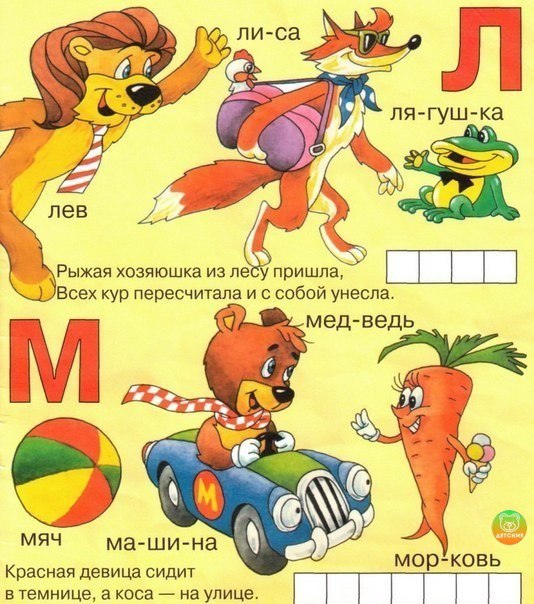 ли-са
Л
ля-гуш-ка
лев
Рыжая хозяюшка из лесу пришла,
Всех кур пересчитала и с собой унесла.
М
мед-ведь
М
ДЕТСКИЕ
мяч
ма-ши-на
мор-ковь
Красная девица сидит
в темнице, а коса — на улице.